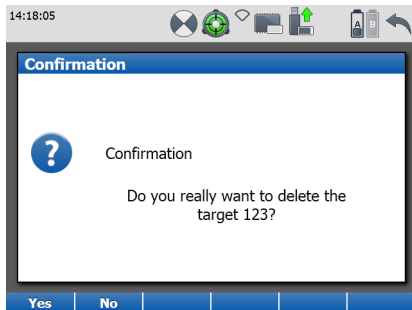 14:18:05
A B
Confirmation
?
Confirmation
Do you really want to delete the
target 123?
Yes No